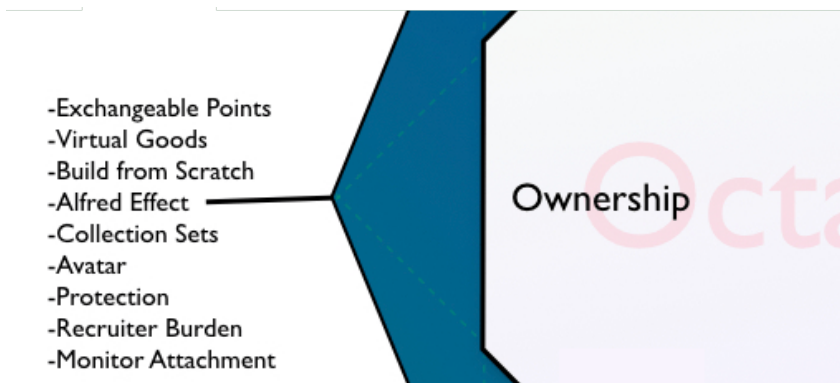 -Exchangeable Points
-Virtual Goods
-Build from Scratch
-Alfred Effect
-Collection Sets
-Avatar
-Protection
-Recruiter Burden
-Monitor Attachment
Ownership
Octa